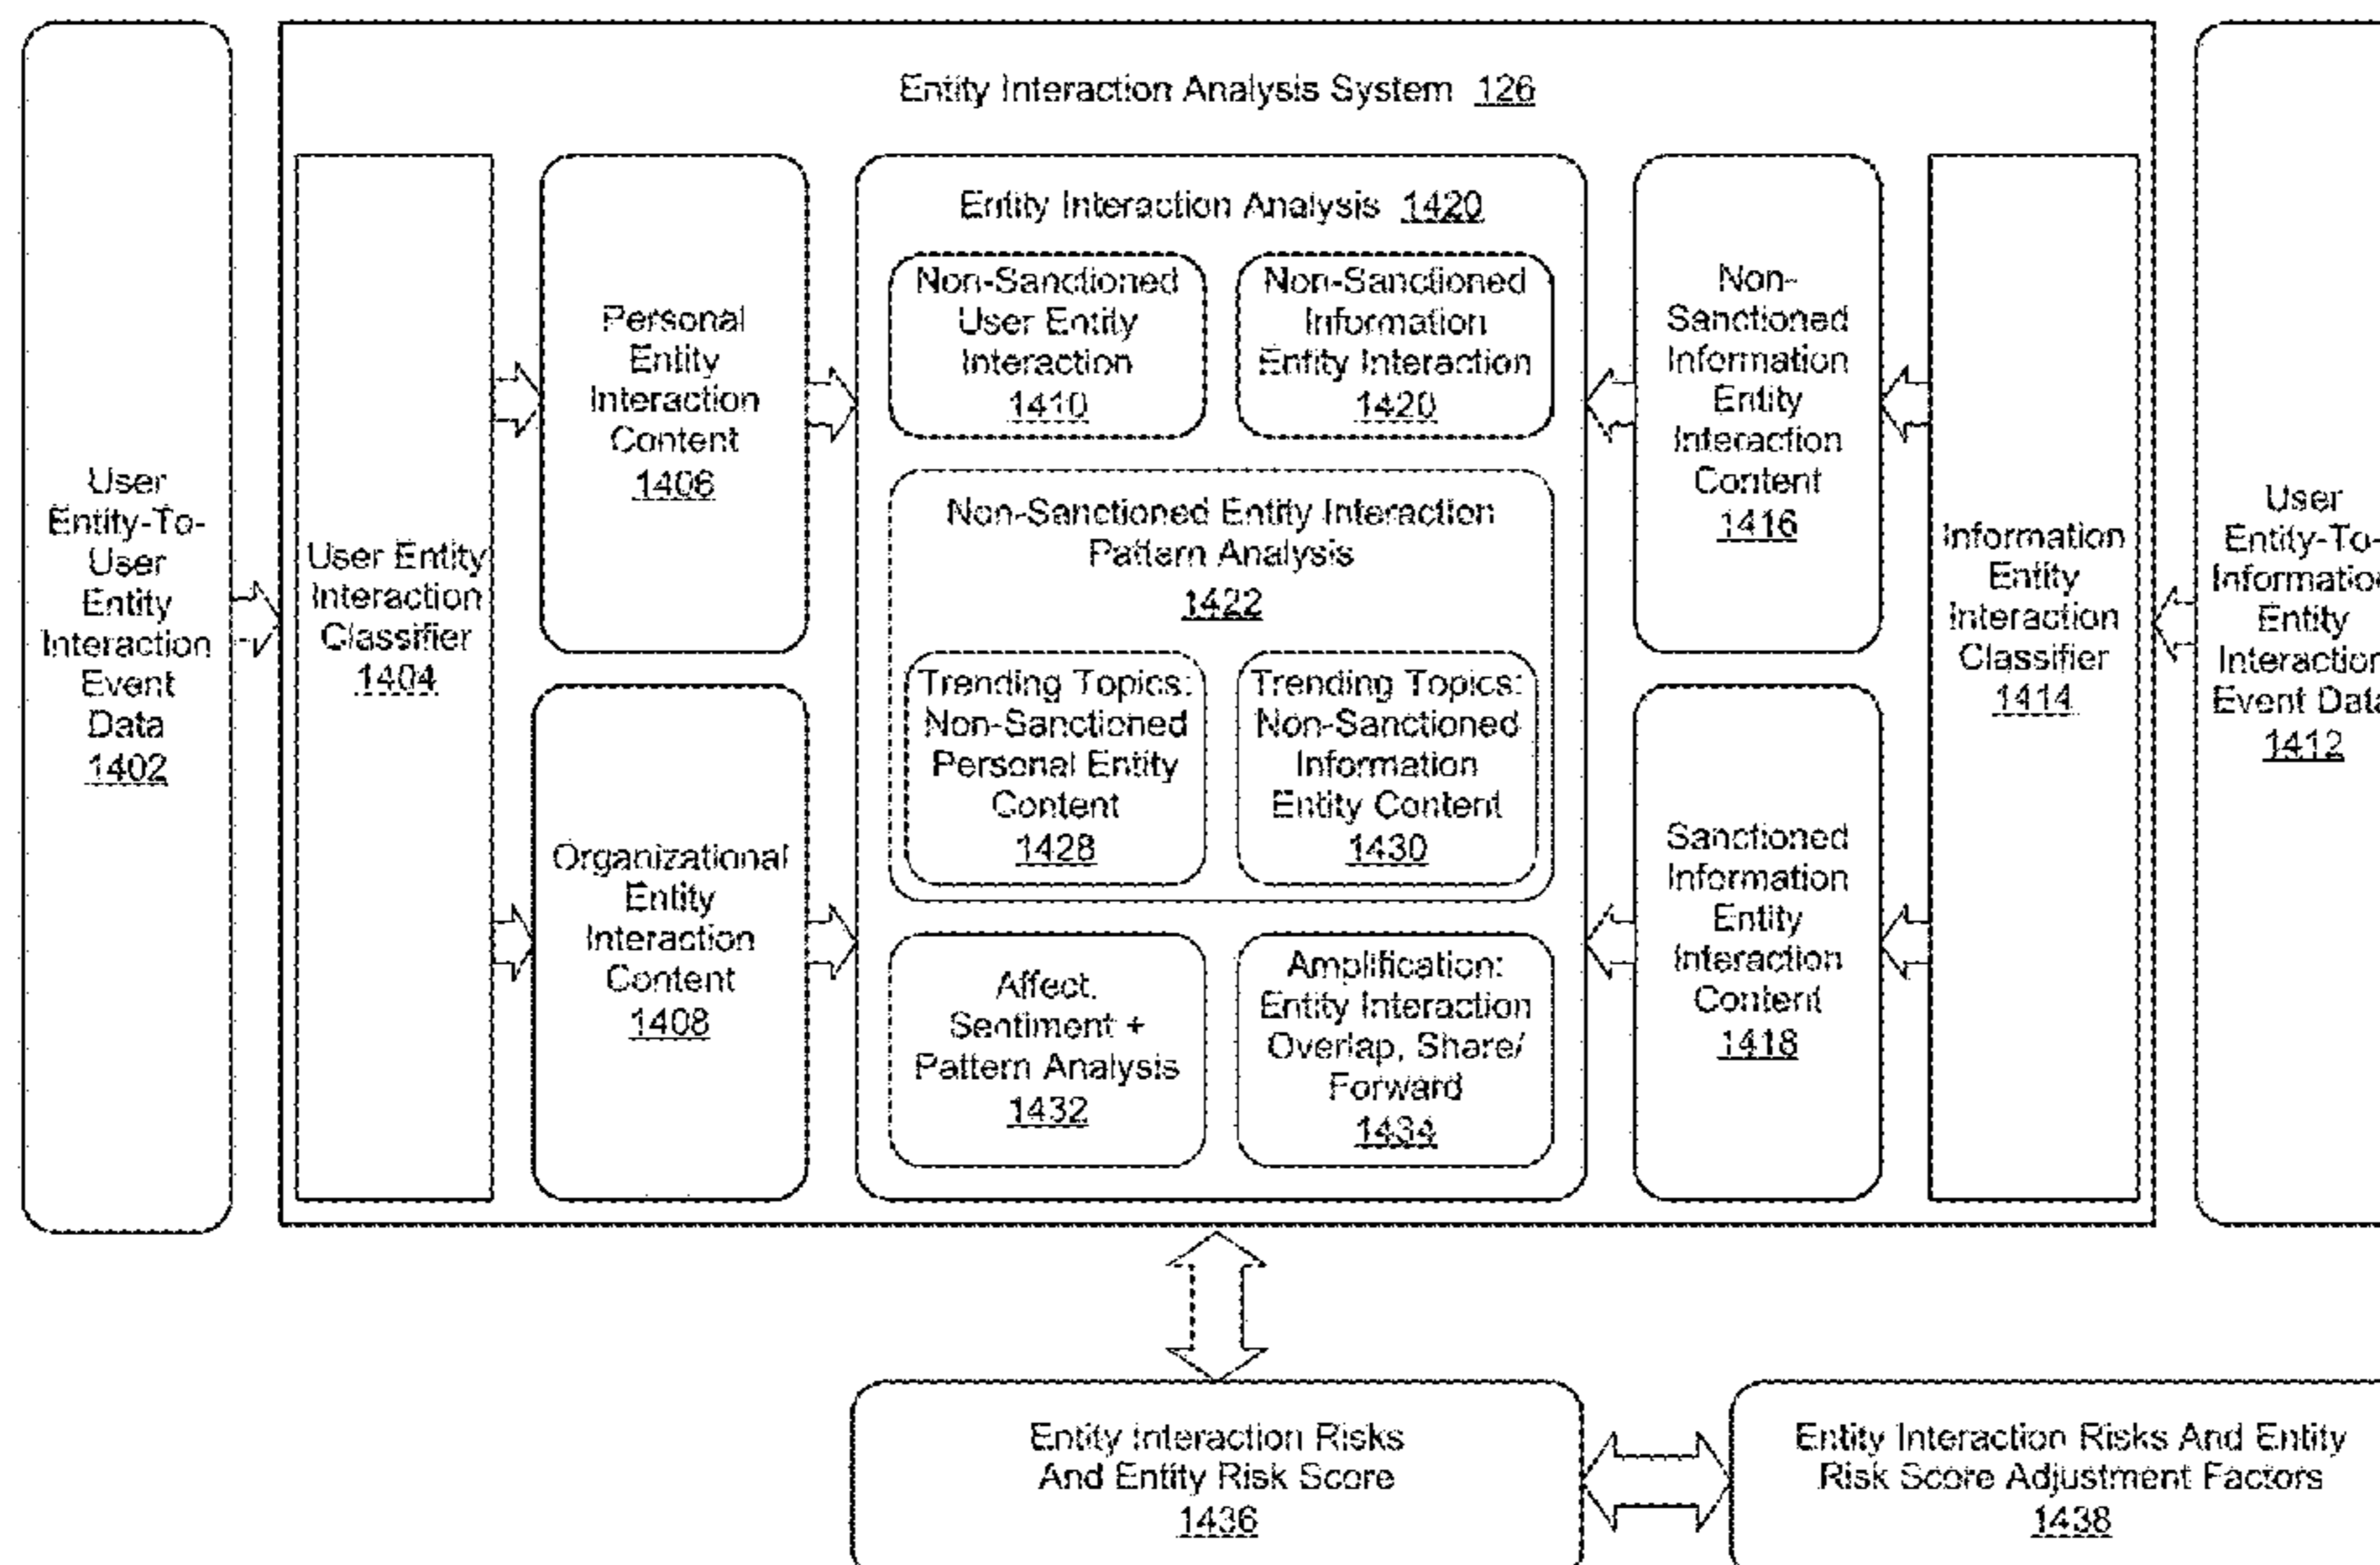 Entity Interaction Analysis System 126
User
Entity-To-
User
Entity
Interaction
Event
Data
1402
User Entity
Interaction
Classifier
1404
Personal
Entity
Interaction
Content
1406
Organizational
Entity
Interaction
Content
1408
Entity Interaction Analysis 1420
Non-Sanctioned
User Entity
Interaction
1410
Non-Sanctioned
Information
Entity Interaction
1420
Non-Sanctioned Entity Interaction
Pattern Analysis
1422
Trending Topics:
Non-Sanctioned
Personal Entity
Content
1428
Trending Topics:
Non-Sanctioned
Information
Entity Content
1430
Affect,
Sentiment +
Pattern Analysis
1432
Amplification:
Entity Interaction
Overlap, Share/
Forward
1434
Non-
Sanctioned
Information
Entity
Interaction
Content
1416
Sanctioned
Information
Entity
Interaction
Content
1418
Information
Entity
Interaction
Classifier
1414
User
Entity-To-
Information
Entity
Interaction
Event Data
1412
Entity Interaction Risks
And Entity Risk Score
1436
Entity Interaction Risks And Entity
Risk Score Adjustment Factors
1438